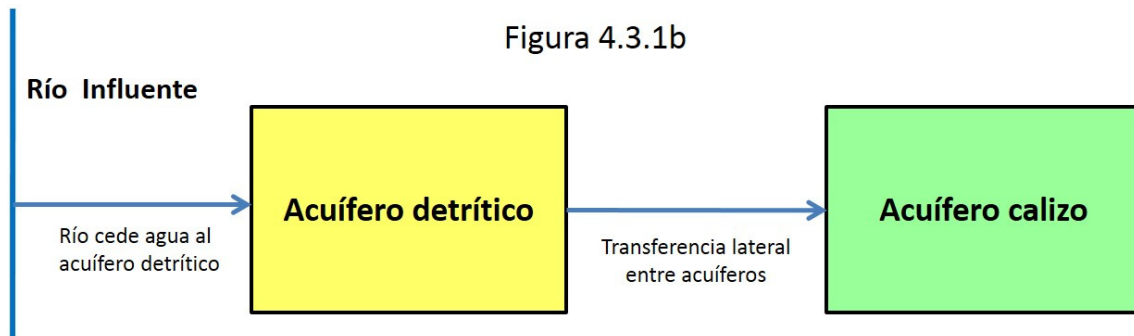 Figura 4.3.1b
Río Influente
Acuífero detrítico
Acuífero calizo
Río cede agua al
acuífero detrítico
Transferencia lateral
entre acuíferos